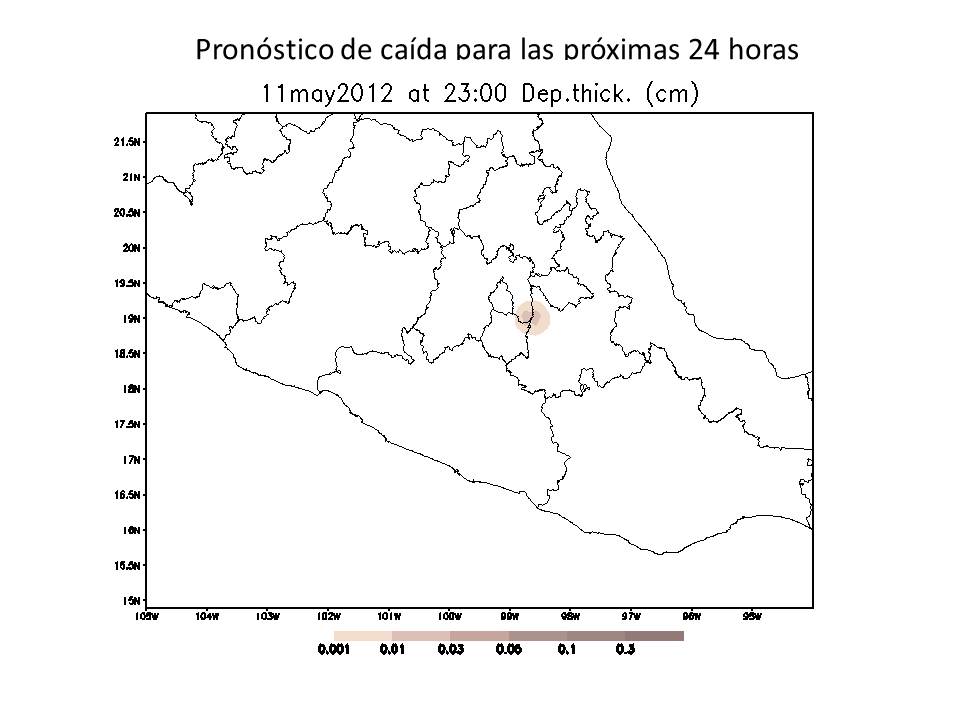 Pronóstico de caída para las próximas 24 horas
11may2012 at 23:00 Dep.thick. (cm)
21.5N
21N
20.5N
20N
19.5N
19N
18.5N
18N
17.5N
17N
16.5N
16N
15.5N
15N
105W 104W 103W 102W 101W 100W 99W 98W 97W 96W 95W
0.001 0.01 0.03 0.06 0.1 0.3